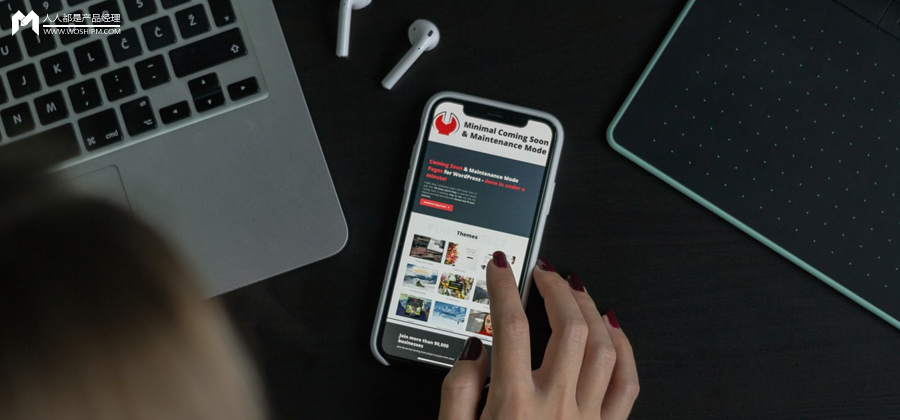 人人都是产品经理
WWW.WOSHIPM.COM
U
Č
Ž
J
K
L
Ć
N
M
cmd
alt
Minimal Coming Soon
& Maintenance Mode
Coming Soon & Maintenance Mode
Pages for WordPress - done in under a
minute!
Themes
Join more than 90,000
businesses